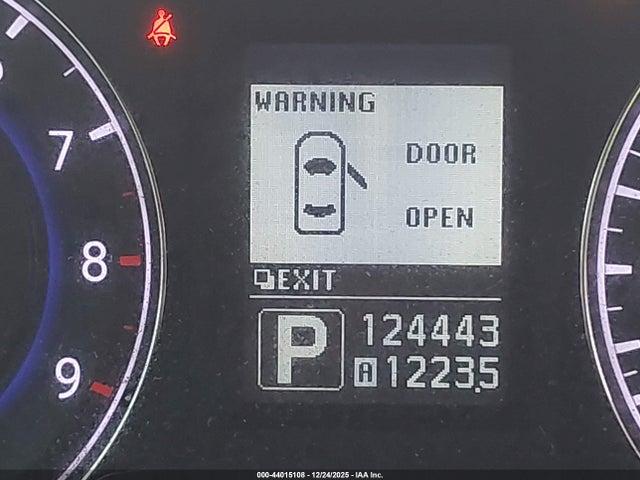 WARNING
DOOR
OPEN
EXIT
P
124443
A 1223.5
7
8
9
000-44015108 - 12/24/2025 - IAA Inc.